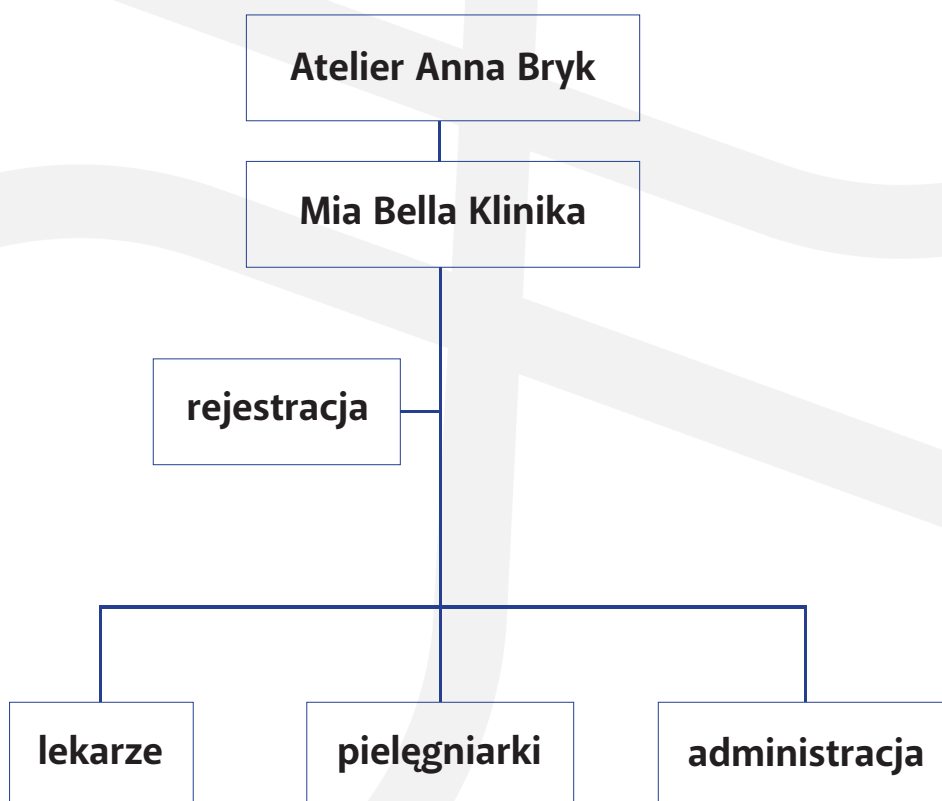 Atelier Anna Bryk
Mia Bella Klinika
rejestracja
lekarze
pielęgniarki
administracja